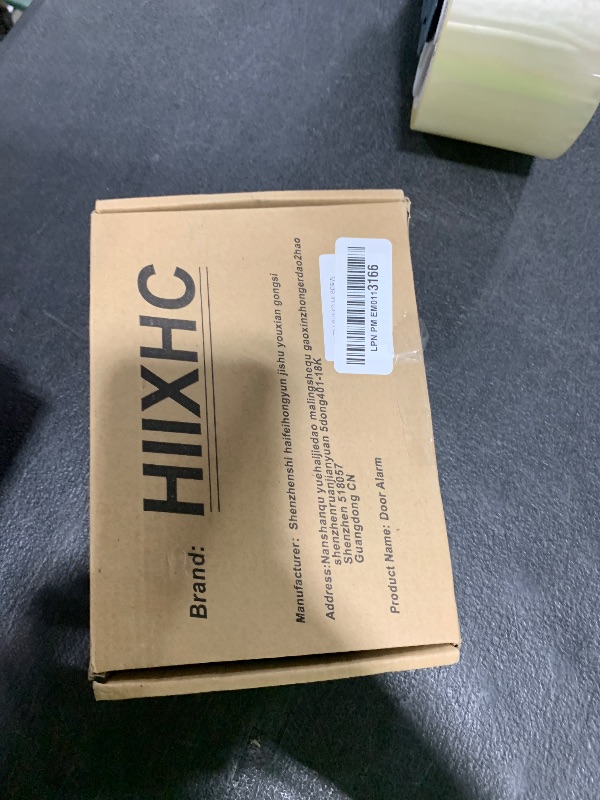 Brand: HIIXHC
Manufacturer: Shenzhenshi haifeihongyun jishu youxian gongsi
Address:Nanshanqu yuehaijiedao malingshequ gaoxinzhongerdao2hao
shenzhenruanjianyuan 5dong401-18K
Shenzhen 518057
Guangdong CN
Product Name: Door Alarm
LPN PM EM0113166